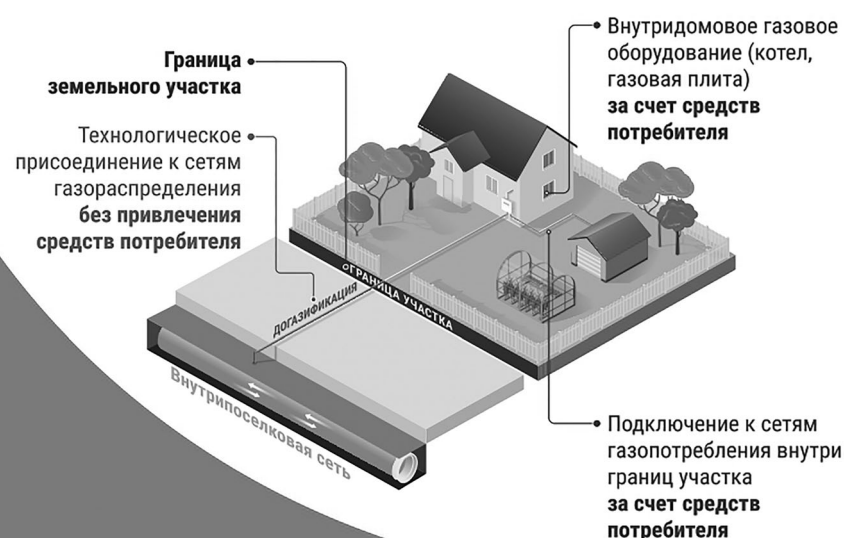 Граница
земельного участка
Технологическое
присоединение к сетям
газораспределения
без привлечения
средств потребителя
Внутридомовое газовое
оборудование (котел,
газовая плита)
за счет средств
потребителя
ГРАНИЦА УЧАСТКА
ДОГАЗИФИКАЦИЯ
Внутрипоселковая сеть
Подключение к сетям
газопотребления внутри
границ участка
за счет средств
потребителя